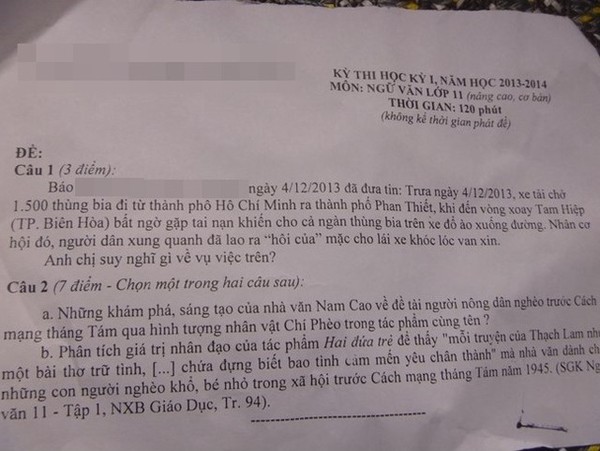 KỲ THI HỌC KỲ I, NĂM HỌC 2013-2014
MÔN: NGỮ VĂN LỚP 11 (nâng cao, cơ bản)
THỜI GIAN: 120 phút
(không kể thời gian phát đề)
ĐỀ:
Câu 1 (3 điểm):
Báo ngày 4/12/2013 đã đưa tin: Trưa ngày 4/12/2013, xe tải chở
1.500 thùng bia đi từ thành phô Hô Chí Minh ra thành phố Phan Thiết, khi đến vòng xoay Tam Hiệp
(TP. Biên Hòa) bất ngờ gặp tai nạn khiến cho cả ngàn thùng bia trên xe đổ ào xuống đường. Nhân cơ
hội đó, người dân xung quanh đã lao ra “hôi của” mặc cho lái xe khóc lóc van xin.
Anh chị suy nghĩ gì về vụ việc trên?
Câu 2 (7 điểm - Chọn một trong hai câu sau):
a. Những khám phá, sáng tạo của nhà văn Nam Cao về đề tài người nông dân nghèo trước Cách
mạng tháng Tám qua hình tượng nhân vật Chí Phèo trong tác phẩm cùng tên ?
b. Phân tích giá trị nhân đạo của tác phẩm Hai đứa trẻ để thấy "mỗi truyện của Thạch Lam
một bài thơ trữ tình, [...] chứa đựng biết bao tình cảm mến yêu chân thành" mà nhà văn dành
những con người nghèo khổ, bé nhỏ trong xã hội trước Cách mạng tháng Tám năm 1945. (SGK
văn 11 - Tập 1, NXB Giáo Dục, Tr. 94).